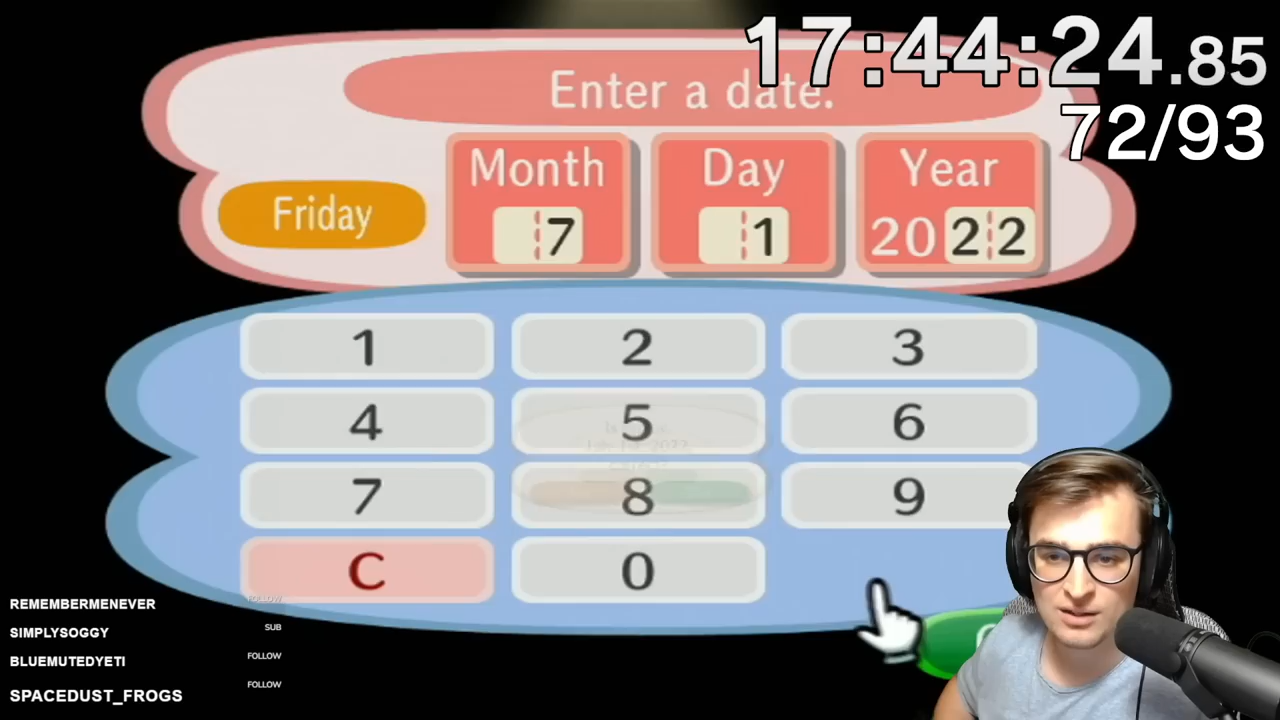 17:44:24.85
72/93
Enter a date.
Month Day Year
Friday 7 1 2022
1 2 3
4 5 6
7 8 9
C 0
REMEMBERMENEVER FOLLOW
SIMPLYSOGGY SUB
BLUEMUTEDYETI FOLLOW
SPACEDUST_FROGS FOLLOW